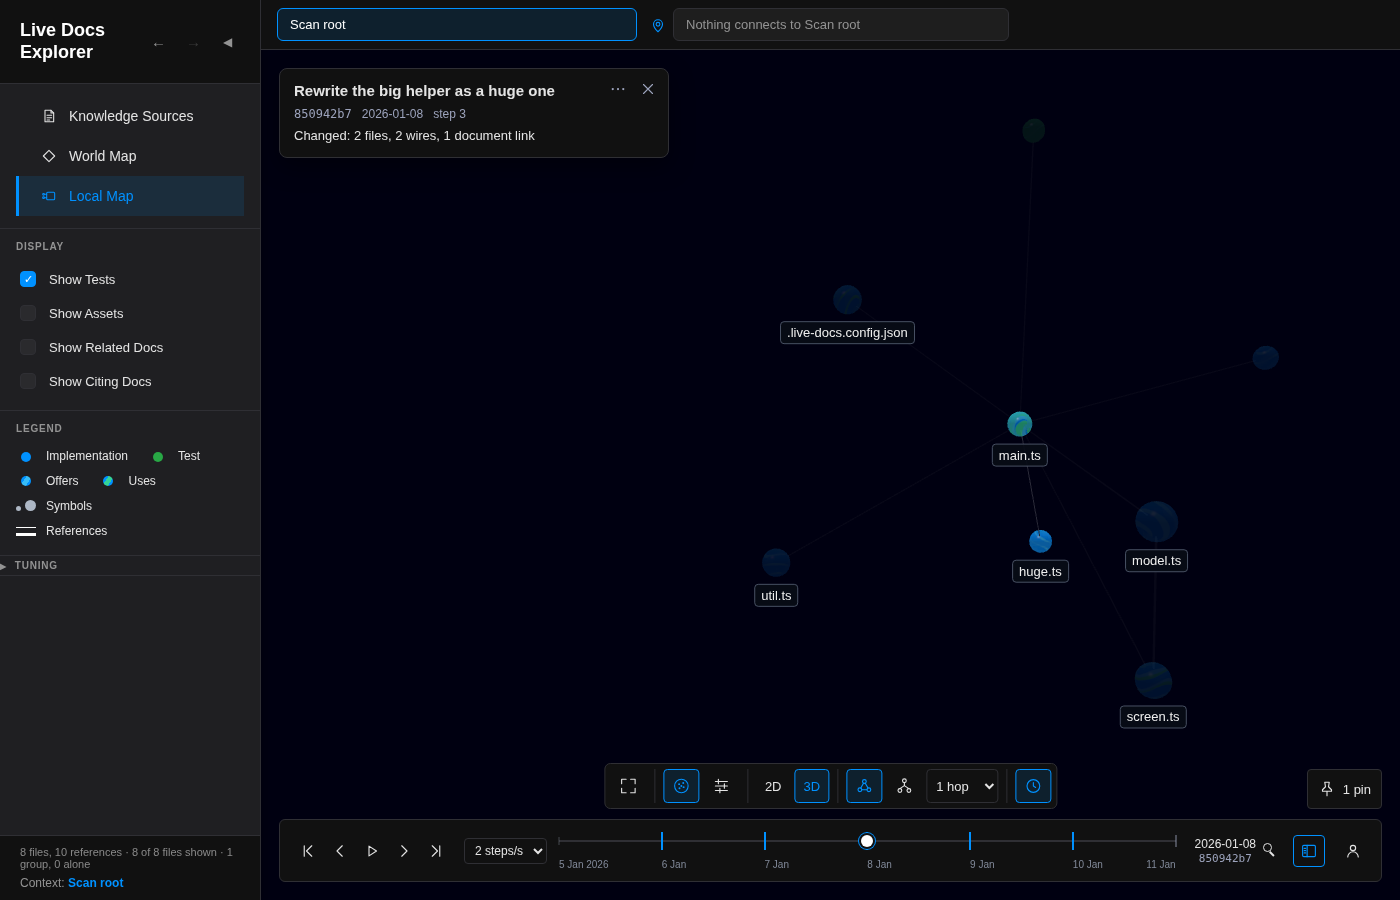 Live Docs
Explorer
Knowledge Sources
World Map
Local Map
DISPLAY
Show Tests
Show Assets
Show Related Docs
Show Citing Docs
LEGEND
Implementation
Test
Offers
Uses
Symbols
References
TUNING
8 files, 10 references · 8 of 8 files shown · 1
group, 0 alone
Context: Scan root
Scan root
Nothing connects to Scan root
Rewrite the big helper as a huge one
850942b7 2026-01-08 step 3
Changed: 2 files, 2 wires, 1 document link
.live-docs.config.json
main.ts
huge.ts
model.ts
util.ts
screen.ts
2D
3D
1 hop
1 pin
2 steps/s
5 Jan 2026
6 Jan
7 Jan
8 Jan
9 Jan
10 Jan
11 Jan
2026-01-08
850942b7